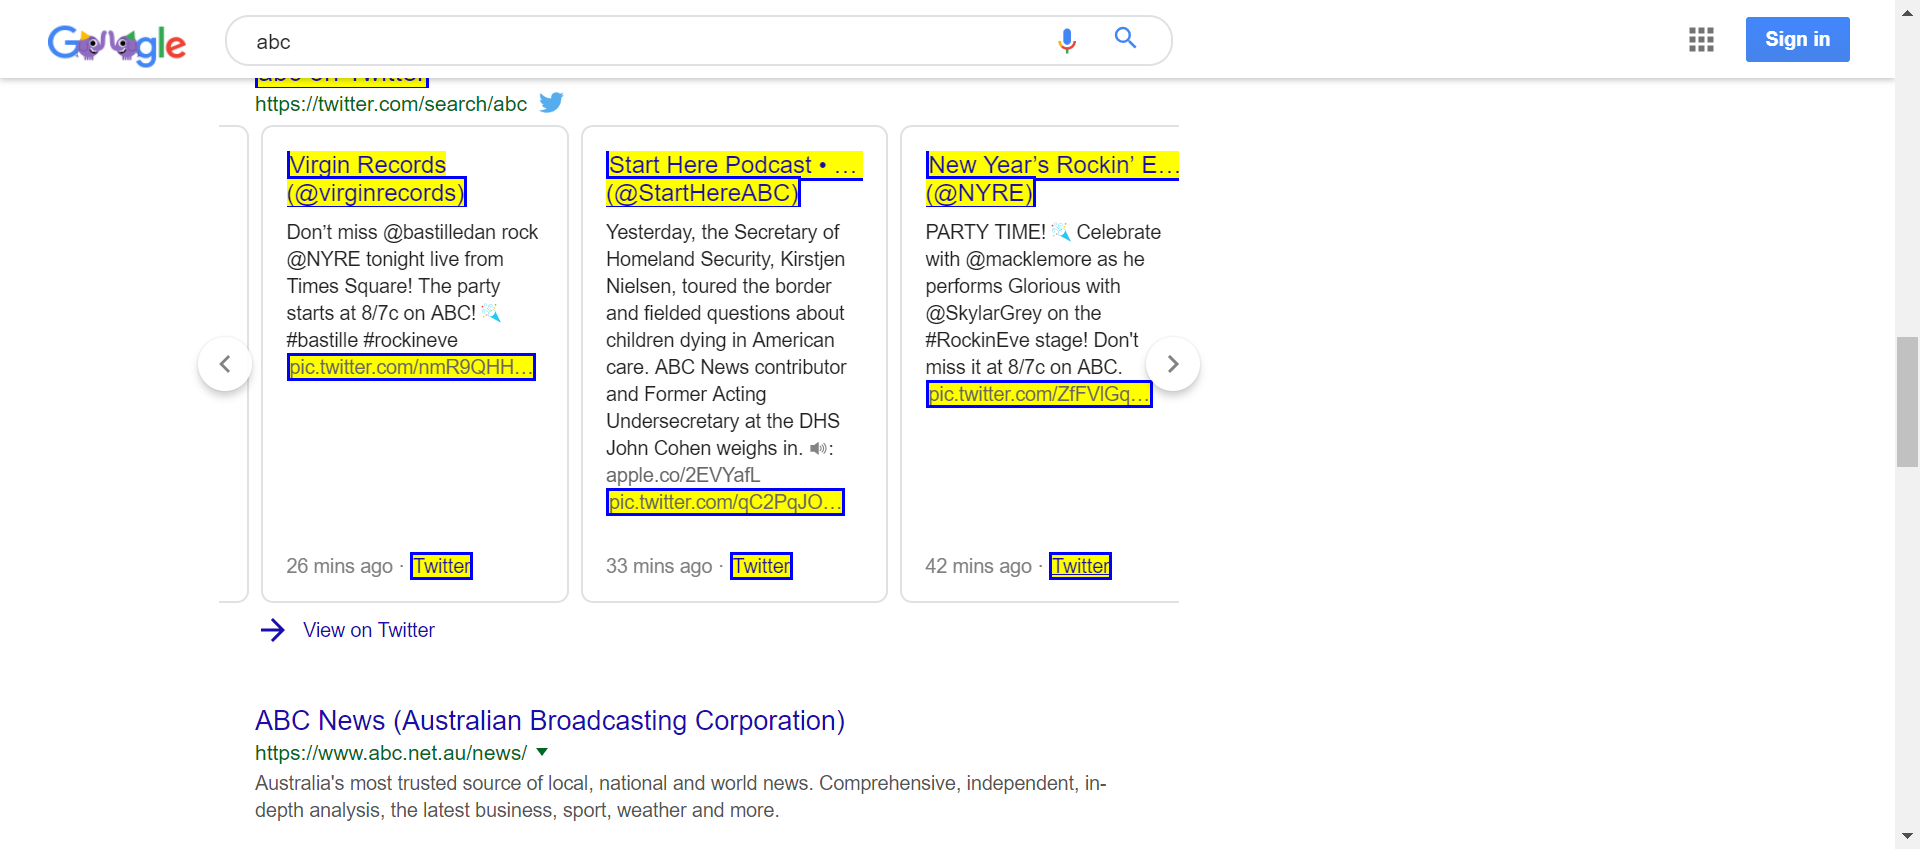 Google
abc
Sign in
abc on Twitter
https://twitter.com/search/abc
Virgin Records
(@virginrecords)
Don’t miss @bastilledan rock
@NYRE tonight live from
Times Square! The party
starts at 8/7c on ABC! 🎉
#bastille #rockineve
pic.twitter.com/nmR9QHH…
26 mins ago · Twitter
Start Here Podcast • …
(@StartHereABC)
Yesterday, the Secretary of
Homeland Security, Kirstjen
Nielsen, toured the border
and fielded questions about
children dying in American
care. ABC News contributor
and Former Acting
Undersecretary at the DHS
John Cohen weighs in. 🔊:
apple.co/2EVYafL
pic.twitter.com/qC2PqJO…
33 mins ago · Twitter
New Year’s Rockin’ E…
(@NYRE)
PARTY TIME! 🎉 Celebrate
with @macklemore as he
performs Glorious with
@SkylarGrey on the
#RockinEve stage! Don't
miss it at 8/7c on ABC.
pic.twitter.com/ZfFVlGq…
42 mins ago · Twitter
View on Twitter
ABC News (Australian Broadcasting Corporation)
https://www.abc.net.au/news/
Australia's most trusted source of local, national and world news. Comprehensive, independent, in-
depth analysis, the latest business, sport, weather and more.